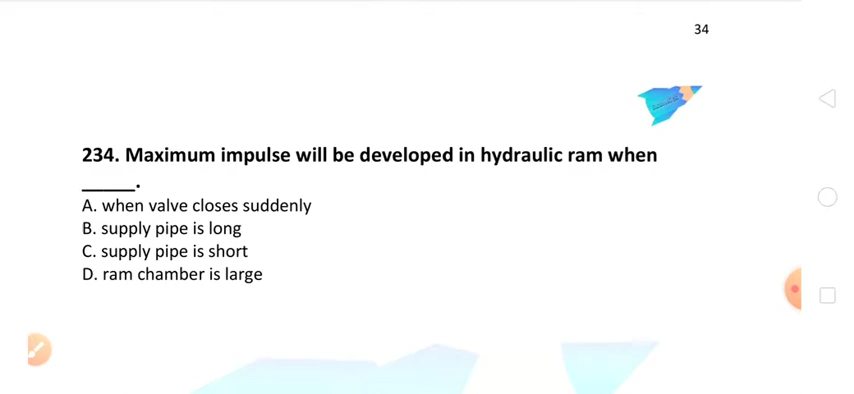 34
234. Maximum impulse will be developed in hydraulic ram when
_____.
A. when valve closes suddenly
B. supply pipe is long
C. supply pipe is short
D. ram chamber is large